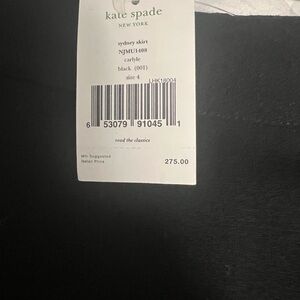 kate spade
NEW YORK
sydney skirt
NJMU1408
carlyle
black (001)
size 4
LHK18004
6 53079 91045 1
read the classics
Mfr Suggested
Retail Price
275.00